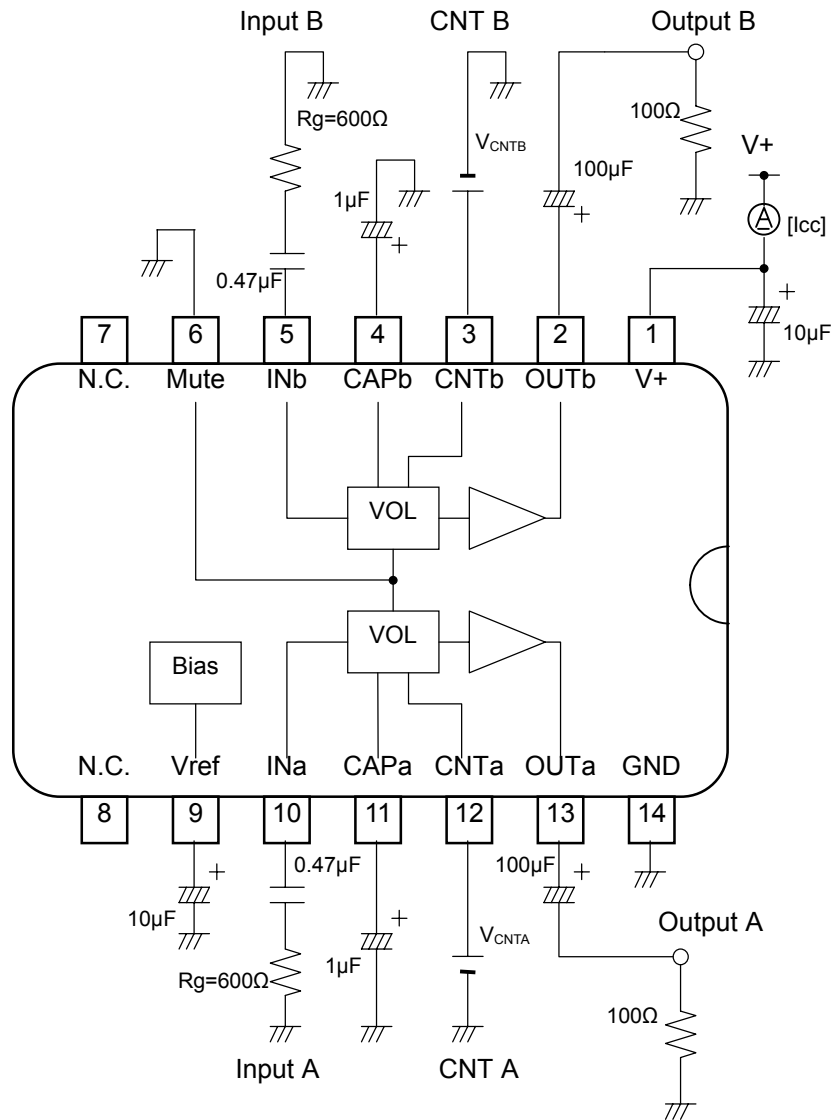 Input B CNT B Output B
Rg=600Ω
100Ω
VCNTB
V+
1µF
100µF
+
+
A [Icc]
0.47µF
+
10µF
7 6 5 4 3 2 1
N.C. Mute INb CAPb CNTb OUTb V+
VOL
VOL
Bias
N.C. Vref INa CAPa CNTa OUTa GND
8 9 10 11 12 13 14
0.47µF
100µF
+
+
+
10µF
VCNTA
Output A
Rg=600Ω
1µF
100Ω
Input A CNT A